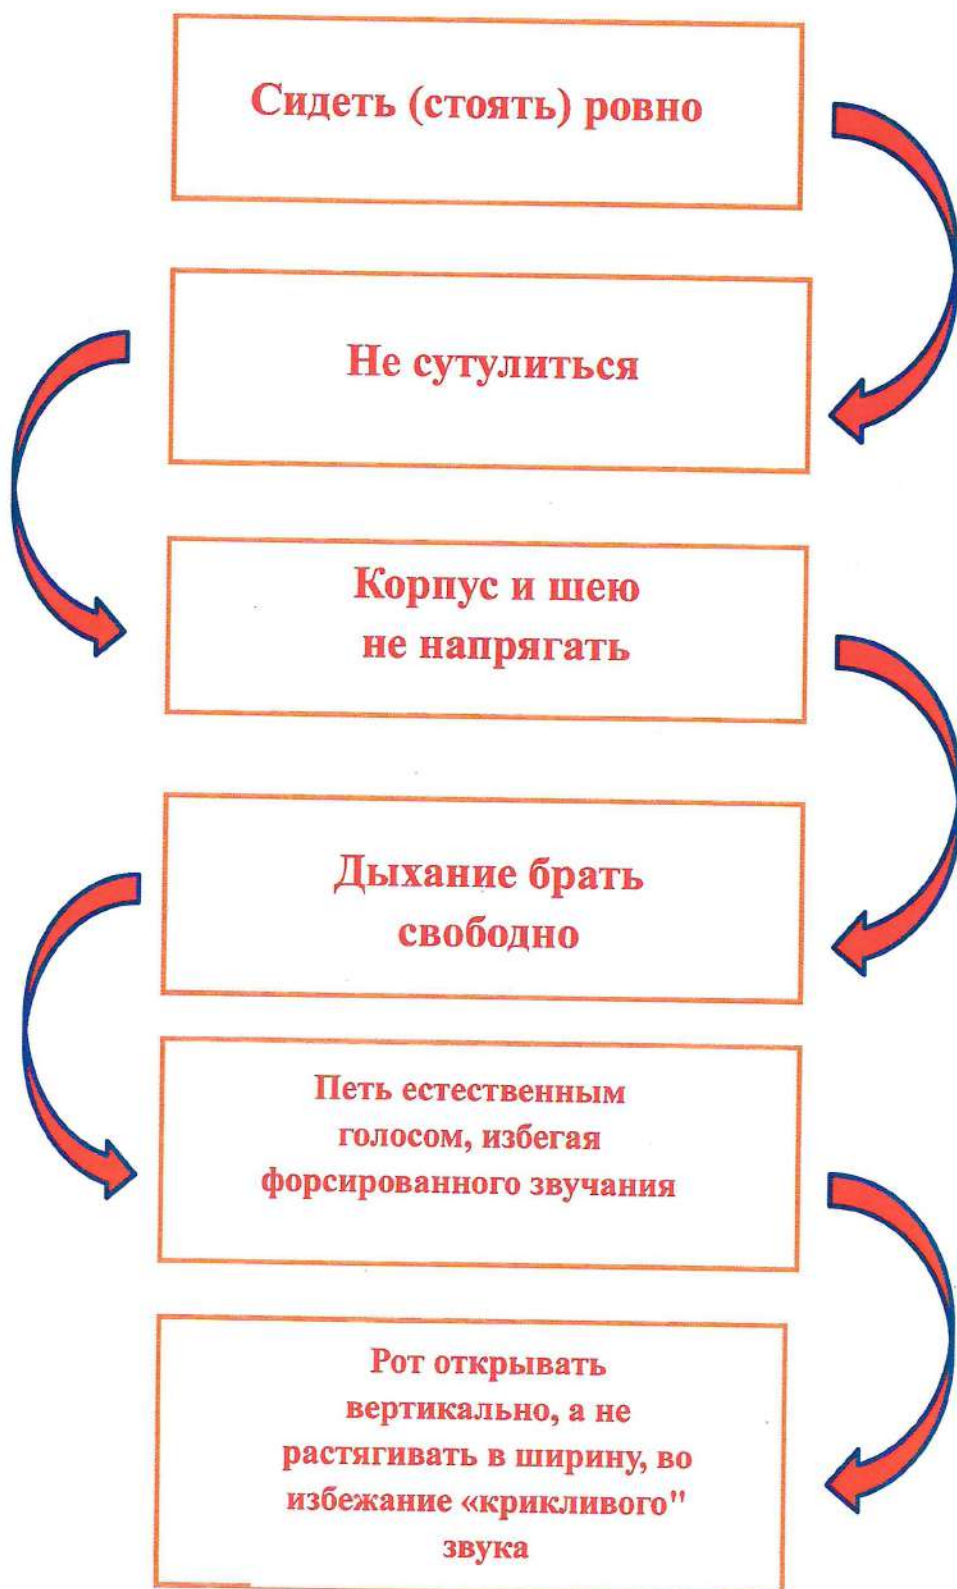 Сидеть (стоять) ровно
Не сутулиться
Корпус и шею
не напрягать
Дыхание брать
свободно
Петь естественным
голосом, избегая
форсированного звучания
Рот открывать
вертикально, а не
растягивать в ширину, во
избежание «крикливого"
звука